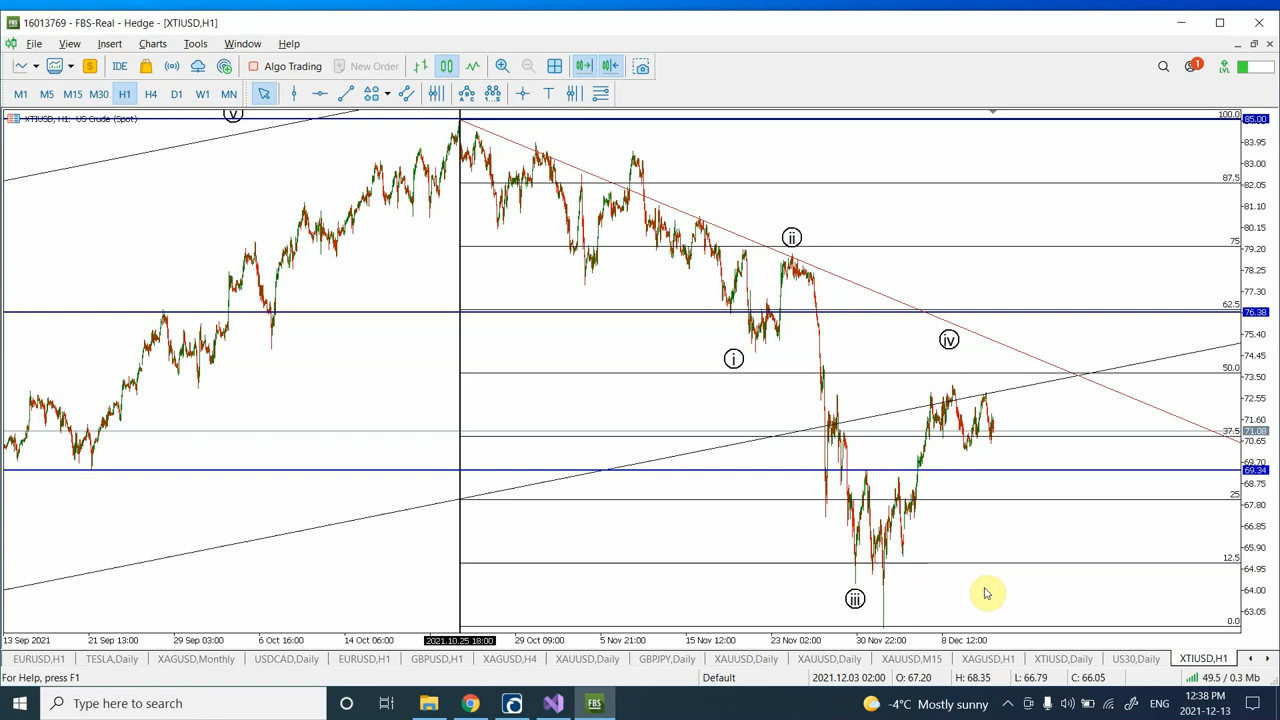 16013769 - FBS-Real - Hedge - [XTIUSD,H1]
File View Insert Charts Tools Window Help
IDE Algo Trading New Order 1 LVL
M1 M5 M15 M30 H1 H4 D1 W1 MN
XTIUSD, H1: US Crude (Spot)
v
100.0 85.00
83.95
83.00
87.5
82.05
81.10
80.15
ii
75
79.20
78.25
77.30
62.5
76.38
iv
74.45
i
50.0
73.50
72.55
71.60
37.5 71.08
70.65
69.70
69.34
68.75
25
67.80
66.85
65.90
12.5
64.95
64.00
iii
63.05
0.0
13 Sep 2021 21 Sep 13:00 29 Sep 03:00 6 Oct 16:00 14 Oct 06:00 2021.10.25 18:00 29 Oct 09:00 5 Nov 21:00 15 Nov 12:00 23 Nov 02:00 30 Nov 22:00 8 Dec 12:00
EURUSD,H1 TESLA,Daily XAGUSD,Monthly USDCAD,Daily EURUSD,H1 GBPUSD,H1 XAGUSD,H4 XAUUSD,Daily GBPJPY,Daily XAUUSD,Daily XAUUSD,Daily XAUUSD,M15 XAGUSD,H1 XTIUSD,Daily US30,Daily XTIUSD,H1
For Help, press F1 Default 2021.12.03 02:00 O: 67.20 H: 68.35 L: 66.79 C: 66.05 49.5 / 0.3 Mb
Type here to search FBS -4°C Mostly sunny ENG 12:38 PM
2021-12-13